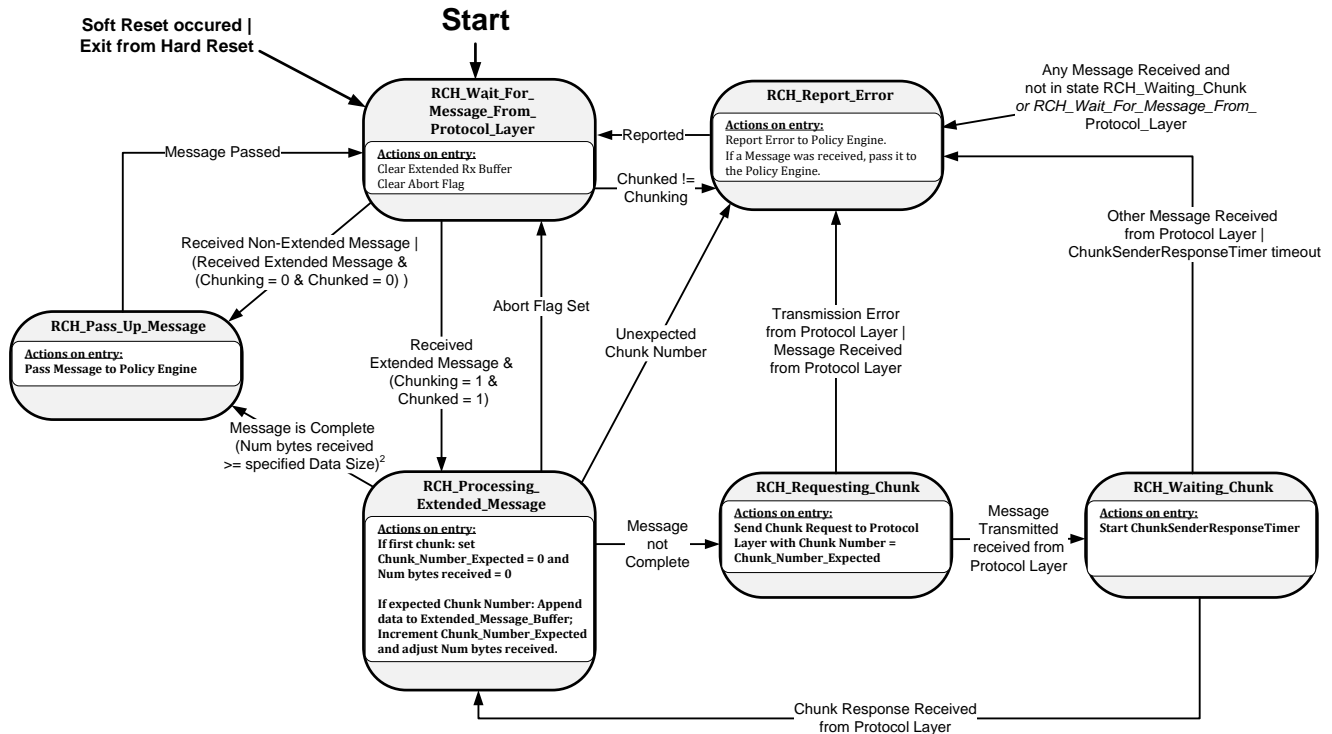 Start
Soft Reset occured |
Exit from Hard Reset
RCH_Wait_For_
Message_From_
Protocol_Layer
Actions on entry:
Clear Extended Rx Buffer
Clear Abort Flag
RCH_Report_Error
Actions on entry:
Report Error to Policy Engine.
If a Message was received, pass it to
the Policy Engine.
Any Message Received and
not in state RCH_Waiting_Chunk
or RCH_Wait_For_Message_From_
Protocol_Layer
Reported
Message Passed
Chunked !=
Chunking
Received Non-Extended Message |
(Received Extended Message &
(Chunking = 0 & Chunked = 0) )
Other Message Received
from Protocol Layer |
ChunkSenderResponseTimer timeout
Abort Flag Set
Unexpected
Chunk Number
Transmission Error
from Protocol Layer |
Message Received
from Protocol Layer
RCH_Pass_Up_Message
Actions on entry:
Pass Message to Policy Engine
Received
Extended Message &
(Chunking = 1 &
Chunked = 1)
Message is Complete
(Num bytes received
>= specified Data Size)²
RCH_Processing_
Extended_Message
Actions on entry:
If first chunk: set
Chunk_Number_Expected = 0 and
Num bytes received = 0
If expected Chunk Number: Append
data to Extended_Message_Buffer;
Increment Chunk_Number_Expected
and adjust Num bytes received.
Message
not
Complete
RCH_Requesting_Chunk
Actions on entry:
Send Chunk Request to Protocol
Layer with Chunk Number =
Chunk_Number_Expected
Message
Transmitted
received from
Protocol Layer
RCH_Waiting_Chunk
Actions on entry:
Start ChunkSenderResponseTimer
Chunk Response Received
from Protocol Layer